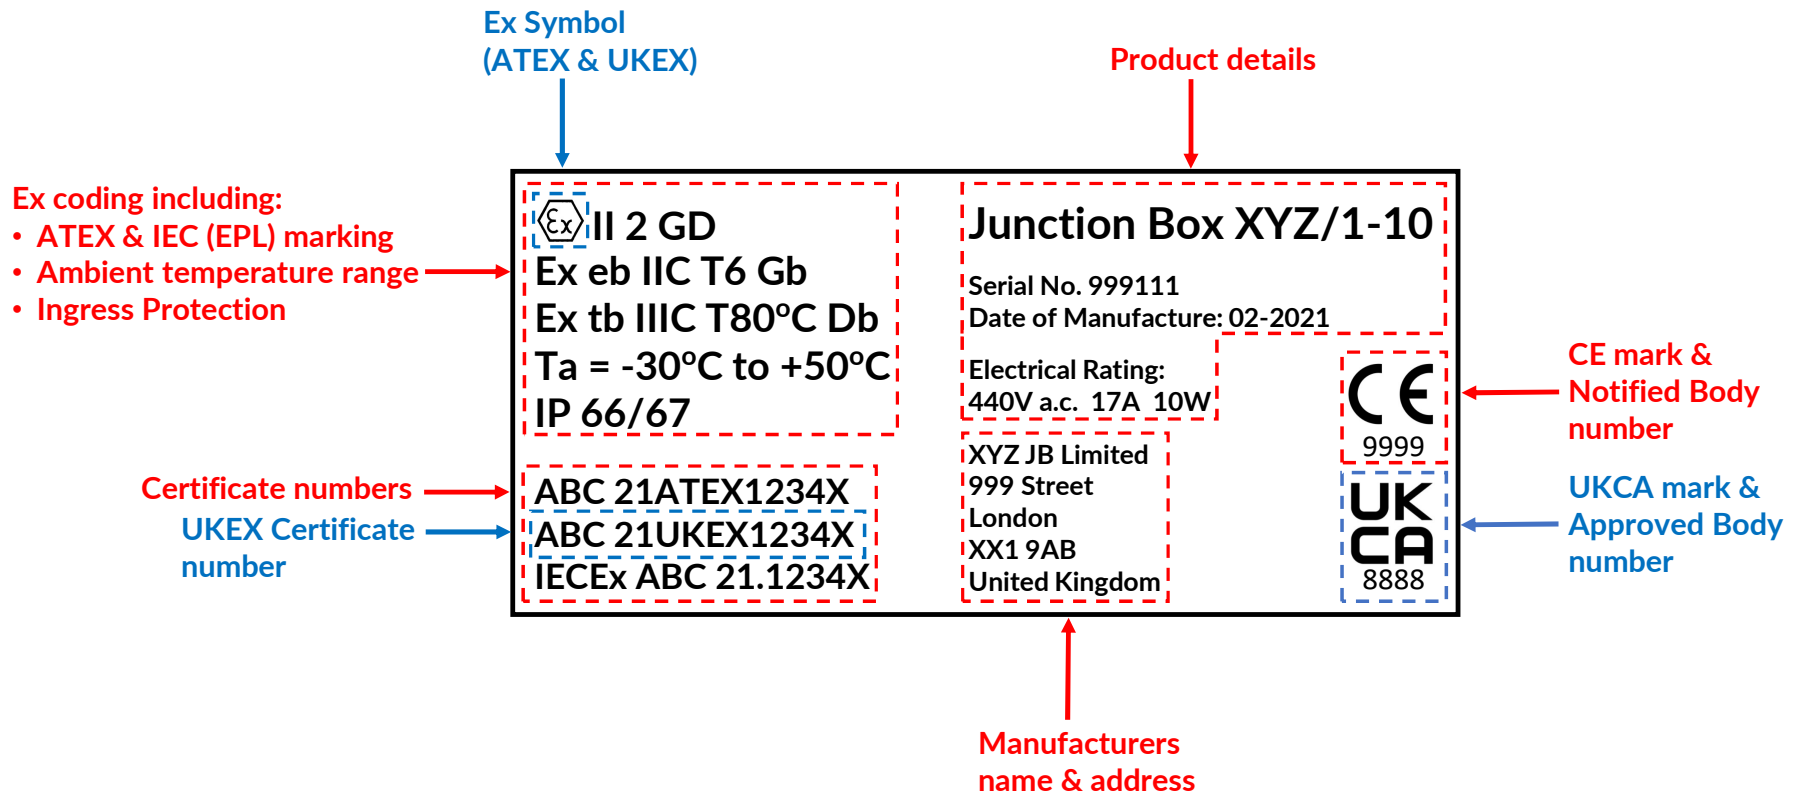 Ex Symbol
(ATEX & UKEX)
Product details
Ex coding including:
• ATEX & IEC (EPL) marking
• Ambient temperature range
• Ingress Protection
Ex II 2 GD
Ex eb IIC T6 Gb
Ex tb IIIC T80ºC Db
Ta = -30ºC to +50ºC
IP 66/67
Junction Box XYZ/1-10
Serial No. 999111
Date of Manufacture: 02-2021
Electrical Rating:
440V a.c. 17A 10W
CE
9999
CE mark &
Notified Body
number
Certificate numbers
UKEX Certificate
number
ABC 21ATEX1234X
ABC 21UKEX1234X
IECEx ABC 21.1234X
XYZ JB Limited
999 Street
London
XX1 9AB
United Kingdom
UK
CA
8888
UKCA mark &
Approved Body
number
Manufacturers
name & address